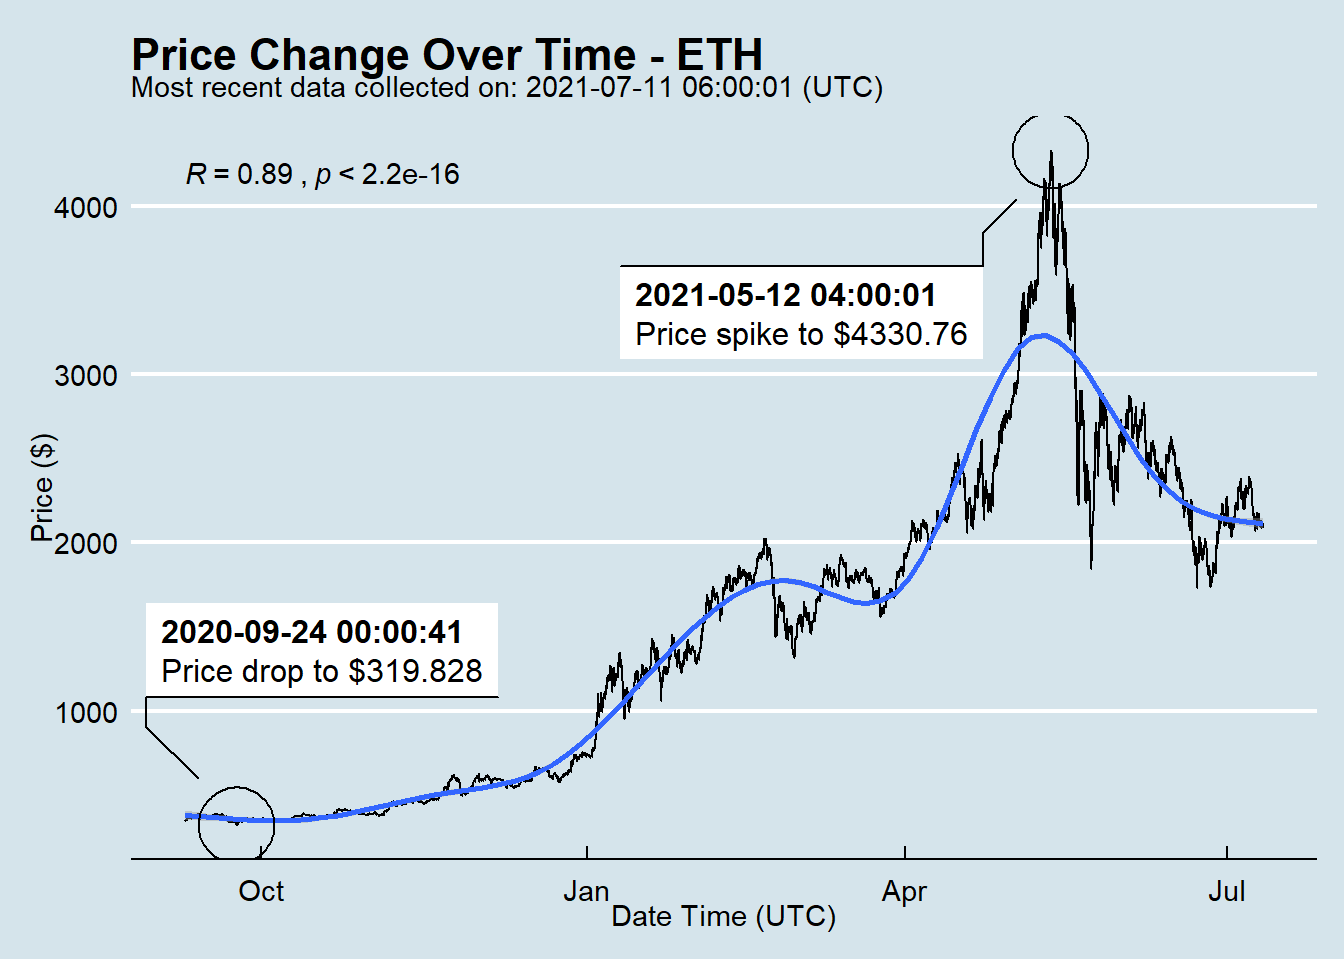 Price Change Over Time - ETH
Most recent data collected on: 2021-07-11 06:00:01 (UTC)
R = 0.89 , p < 2.2e-16
4000
2021-05-12 04:00:01
Price spike to $4330.76
3000
Price ($)
2000
2020-09-24 00:00:41
Price drop to $319.828
1000
Oct Jan Apr Jul
Date Time (UTC)